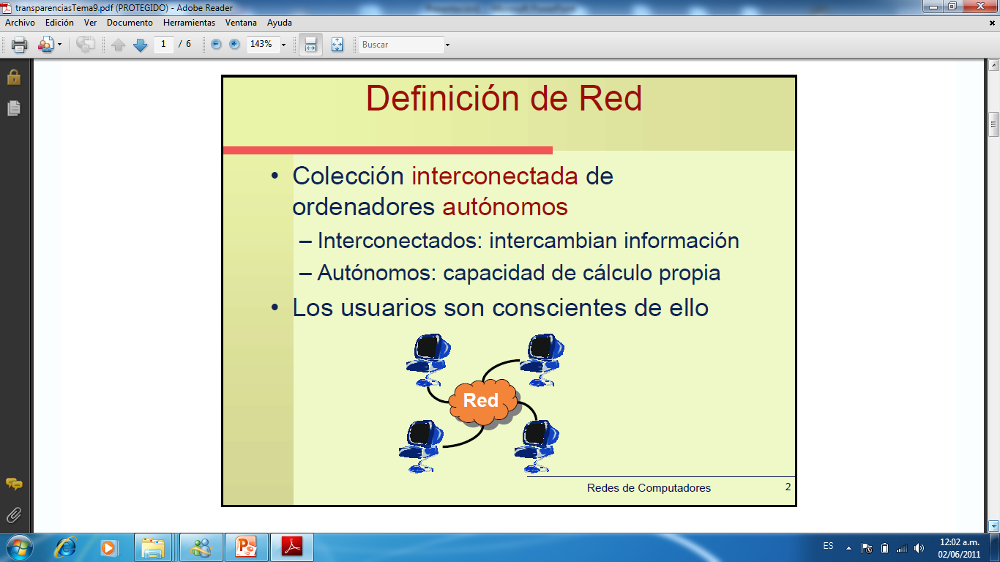 transparenciasTema9.pdf (PROTEGIDO) - Adobe Reader
Archivo Edición Ver Documento Herramientas Ventana Ayuda
1 / 6 143% Buscar
Definición de Red
• Colección interconectada de
ordenadores autónomos
– Interconectados: intercambian información
– Autónomos: capacidad de cálculo propia
• Los usuarios son conscientes de ello
Red
Redes de Computadores 2
ES 12:02 a.m.
02/06/2011